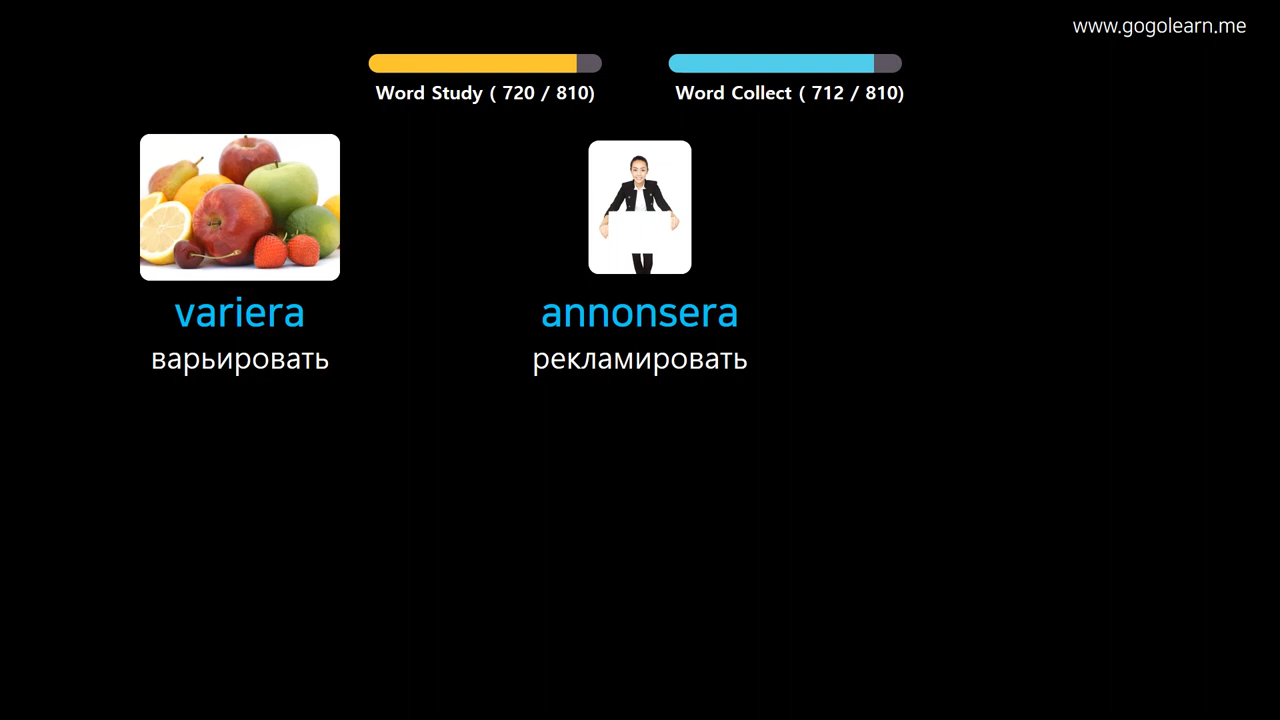 www.gogolearn.me
Word Study ( 720 / 810)
Word Collect ( 712 / 810)
variera
варьировать
annonsera
рекламировать